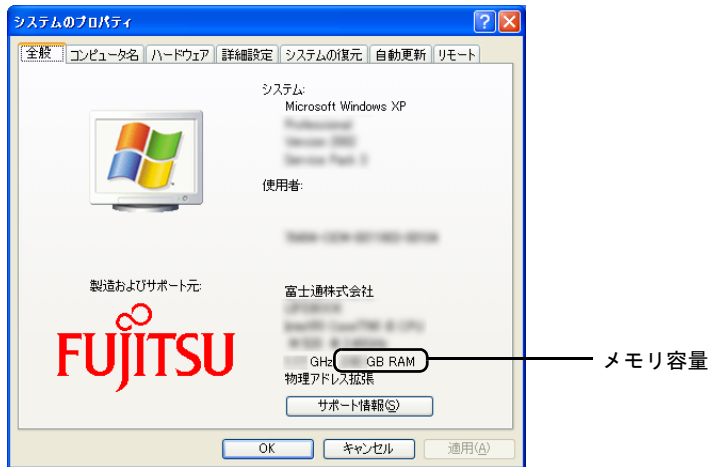 システムのプロパティ
全般 コンピュータ名 ハードウェア 詳細設定 システムの復元 自動更新 リモート
システム:
Microsoft Windows XP
使用者:
製造およびサポート元:
富士通株式会社
FUJITSU
GHz GB RAM
メモリ容量
物理アドレス拡張
サポート情報(S)
OK キャンセル 適用(A)